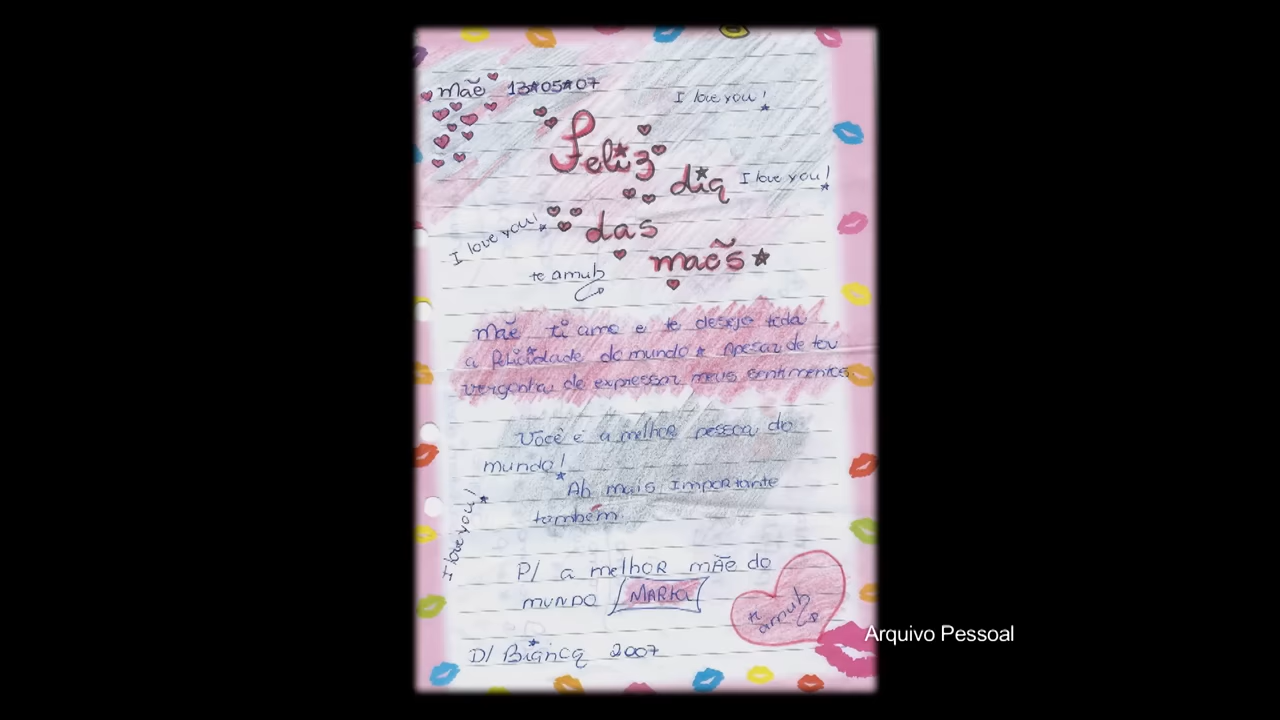 Mãe 13*05*07
I love you!
Feliz
dia
I love you!
I love you!
das
mães
te amuh
Mãe ti amo e te desejo toda
a felicidade do mundo * Apesar de ter
vergonha de expressar meus sentimentos
Você é a melhor pessoa do
mundo!
Ah mais importante
também
I love you!
P/ a melhor mãe do
mundo MARIA
ti amuh
D/ Bianca 2007
Arquivo Pessoal